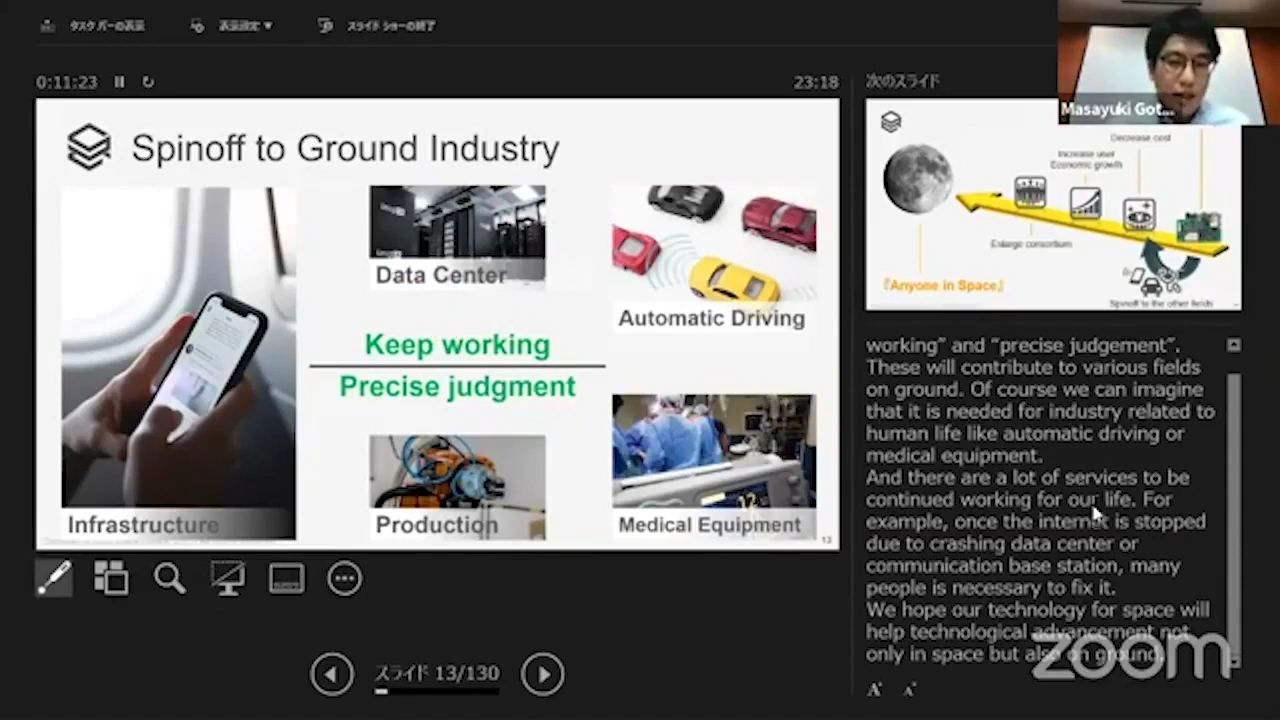 タスク バーの表示
表示設定 ▼
スライド ショーの終了
0:11:23
23:18
次のスライド
Masayuki Got...
Spinoff to Ground Industry
Data Center
Automatic Driving
Keep working
Precise judgment
Infrastructure
Production
Medical Equipment
13
Decrease cost
Increase user
Economic growth
Enlarge consortium
『Anyone in Space』
Spinoff to the other fields
working” and “precise judgement”.
These will contribute to various fields
on ground. Of course we can imagine
that it is needed for industry related to
human life like automatic driving or
medical equipment.
And there are a lot of services to be
continued working for our life. For
example, once the internet is stopped
due to crashing data center or
communication base station, many
people is necessary to fix it.
We hope our technology for space will
help technological advancement not
only in space but also on ground.
zoom
スライド 13/130